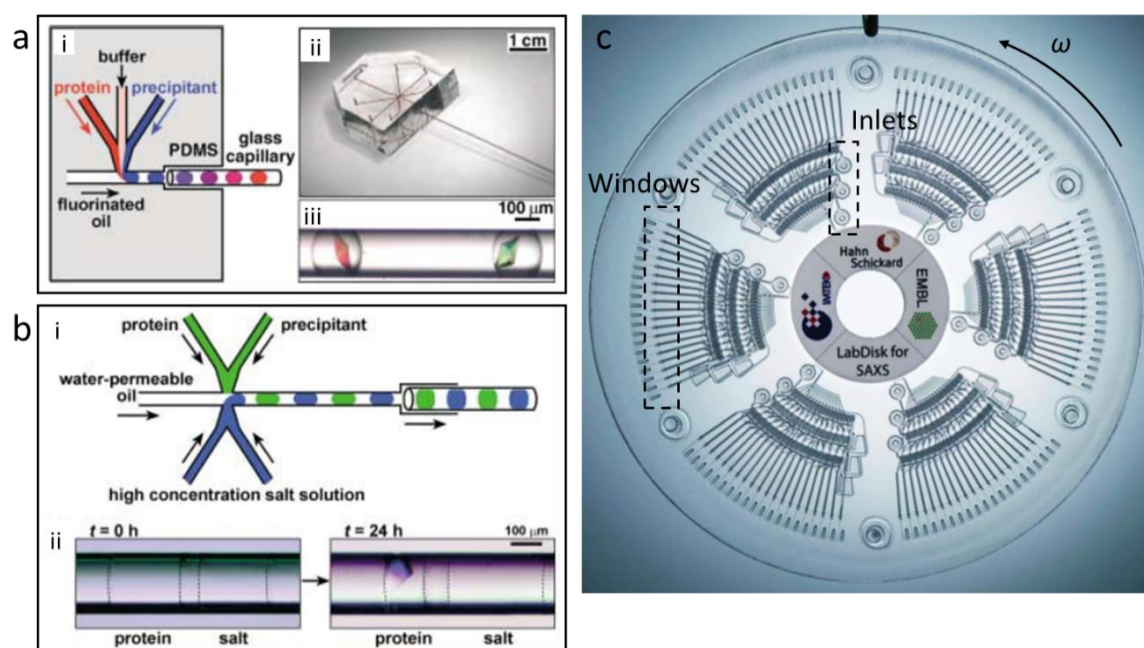 a
i
buffer
protein
precipitant
PDMS
glass
capillary
fluorinated
oil
ii
1 cm
iii
100 μm
b
i
protein
precipitant
water-permeable
oil
high concentration salt solution
ii
t = 0 h
t = 24 h
100 μm
protein
salt
protein
salt
c
ω
Inlets
Windows
Hahn
Schickard
IMTEK
EMBL
LabDisk for
SAXS